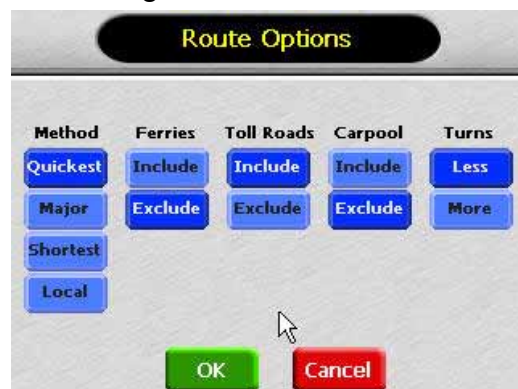 Route Options
Method Ferries Toll Roads Carpool Turns
Quickest Include Include Include Less
Major Exclude Exclude Exclude More
Shortest
Local
OK Cancel